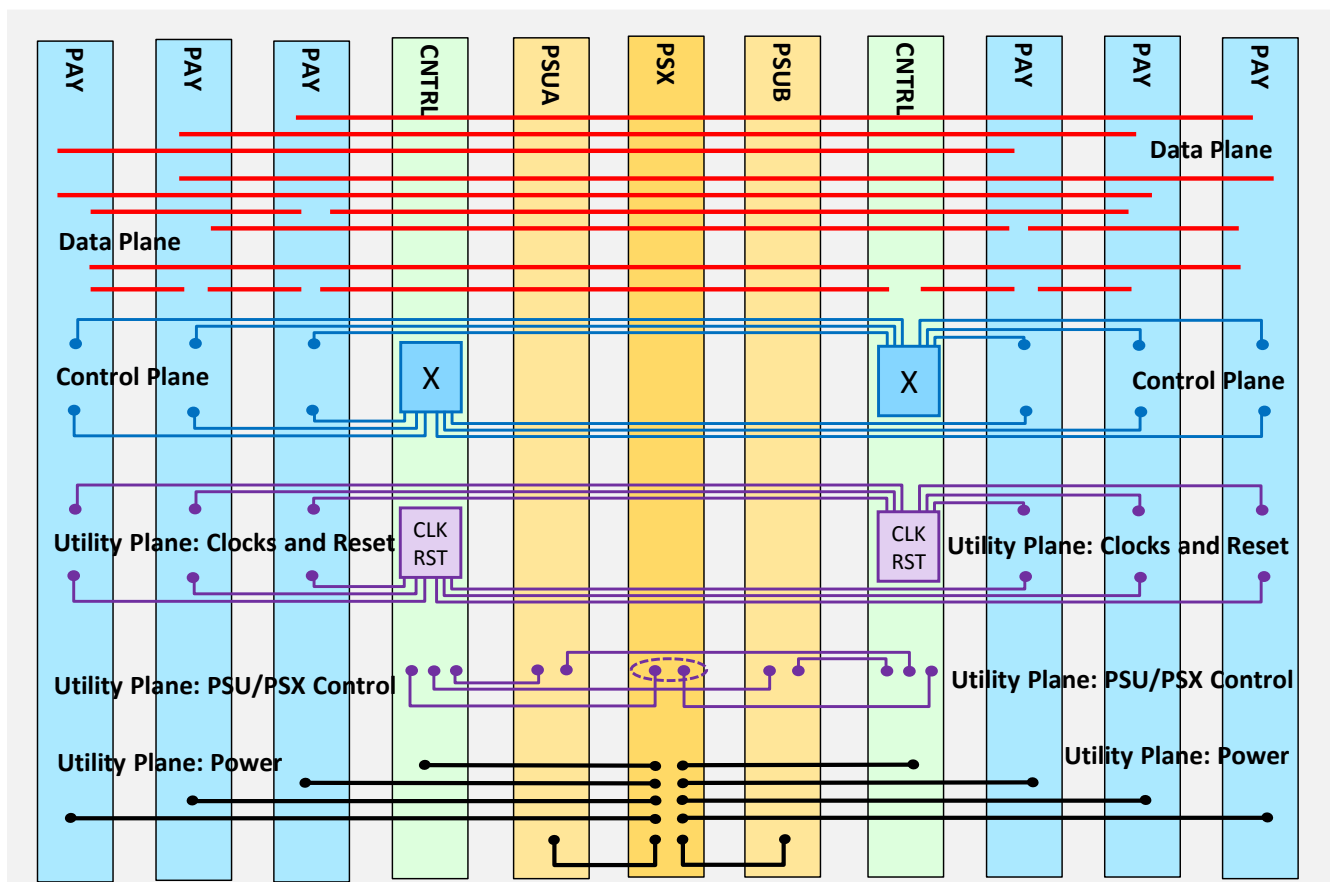 PAY
PAY
PAY
CNTRL
PSUA
PSX
PSUB
CNTRL
PAY
PAY
PAY
Data Plane
Data Plane
Control Plane
X
X
Control Plane
Utility Plane: Clocks and Reset
CLK
RST
CLK
RST
Utility Plane: Clocks and Reset
Utility Plane: PSU/PSX Control
Utility Plane: PSU/PSX Control
Utility Plane: Power
Utility Plane: Power